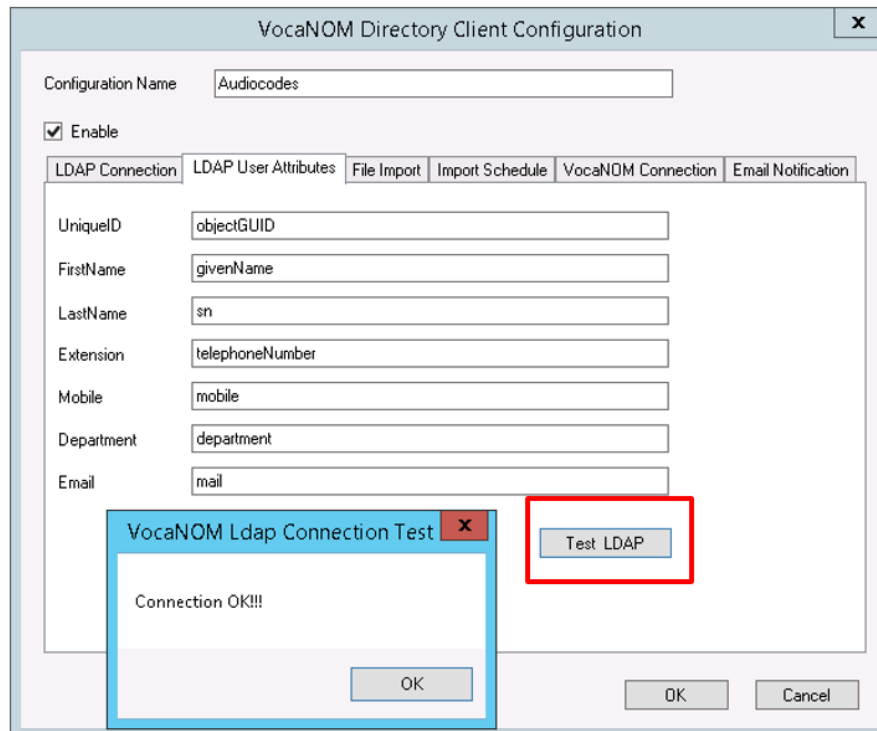 VocaNOM Directory Client Configuration
x
Configuration Name Audiocodes
Enable
LDAP Connection LDAP User Attributes File Import Import Schedule VocaNOM Connection Email Notification
UniqueID objectGUID
FirstName givenName
LastName sn
Extension telephoneNumber
Mobile mobile
Department department
Email mail
VocaNOM Ldap Connection Test x
Test LDAP
Connection OK!!!
OK
OK Cancel